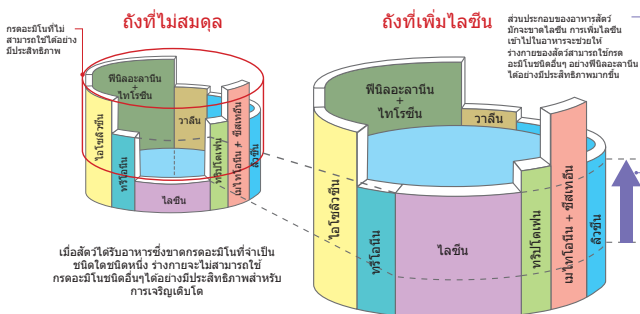 ถังที่ไม่สมดุล
กรดอะมิโนที่ไม่
สามารถใช้ได้อย่าง
มีประสิทธิภาพ
ฟีนิลอะลานีน
+
ไทโรซีน
วาลีน
ไอโซลิวซีน
ทรีโอนีน
ไลซีน
ทริปโตเฟน
เมไทโอนีน + ซิสเทอีน
ลิวซีน
เมื่อสัตว์ได้รับอาหารซึ่งขาดกรดอะมิโนที่จำเป็น
ชนิดใดชนิดหนึ่ง ร่างกายจะไม่สามารถใช้
กรดอะมิโนชนิดอื่นๆได้อย่างมีประสิทธิภาพสำหรับ
การเจริญเติบโต
ถังที่เพิ่มไลซีน
ส่วนประกอบของอาหารสัตว์
มักจะขาดไลซีน การเพิ่มไลซีน
เข้าไปในอาหารจะช่วยให้
ร่างกายของสัตว์สามารถใช้กรด
อะมิโนชนิดอื่นๆ อย่างฟีนิลอะลานีน
ได้อย่างมีประสิทธิภาพมากขึ้น
ฟีนิลอะลานีน
+
ไทโรซีน
วาลีน
ไอโซลิวซีน
ทรีโอนีน
ไลซีน
ทริปโตเฟน
เมไทโอนีน + ซิสเทอีน
ลิวซีน